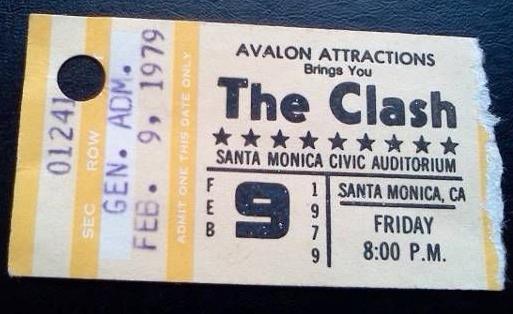 01241
SEC ROW
GEN. ADM.
FEB. 9, 1979
ADMIT ONE THIS DATE ONLY
AVALON ATTRACTIONS
Brings You
The Clash
SANTA MONICA CIVIC AUDITORIUM
FEB 9 1979
SANTA MONICA, CA
FRIDAY
8:00 P.M.